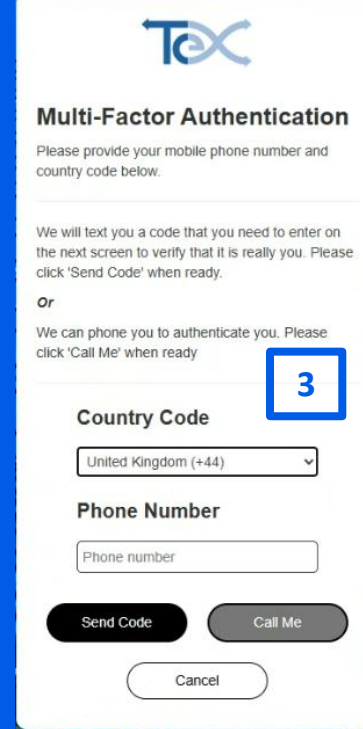 TeX
Multi-Factor Authentication
Please provide your mobile phone number and
country code below.
We will text you a code that you need to enter on
the next screen to verify that it is really you. Please
click 'Send Code' when ready.
Or
We can phone you to authenticate you. Please
click 'Call Me' when ready
3
Country Code
United Kingdom (+44)
Phone Number
Phone number
Send Code
Call Me
Cancel